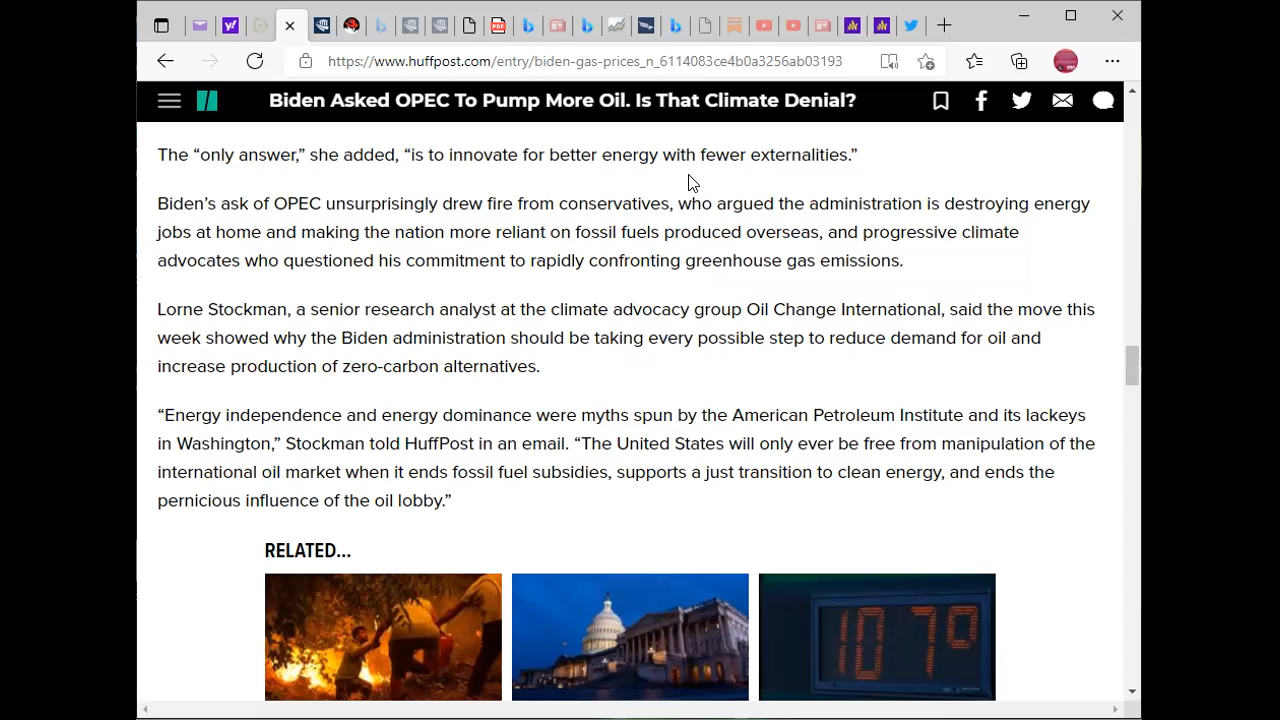 https://www.huffpost.com/entry/biden-gas-prices_n_6114083ce4b0a3256ab03193
Biden Asked OPEC To Pump More Oil. Is That Climate Denial?
The “only answer,” she added, “is to innovate for better energy with fewer externalities.”
Biden’s ask of OPEC unsurprisingly drew fire from conservatives, who argued the administration is destroying energy
jobs at home and making the nation more reliant on fossil fuels produced overseas, and progressive climate
advocates who questioned his commitment to rapidly confronting greenhouse gas emissions.
Lorne Stockman, a senior research analyst at the climate advocacy group Oil Change International, said the move this
week showed why the Biden administration should be taking every possible step to reduce demand for oil and
increase production of zero-carbon alternatives.
“Energy independence and energy dominance were myths spun by the American Petroleum Institute and its lackeys
in Washington,” Stockman told HuffPost in an email. “The United States will only ever be free from manipulation of the
international oil market when it ends fossil fuel subsidies, supports a just transition to clean energy, and ends the
pernicious influence of the oil lobby.”
RELATED...
107°